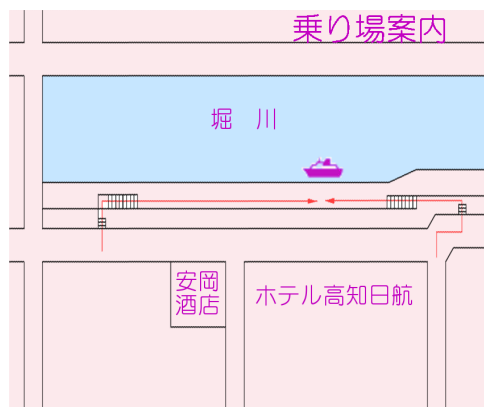 乗り場案内
堀 川
安岡
酒店
ホテル高知日航